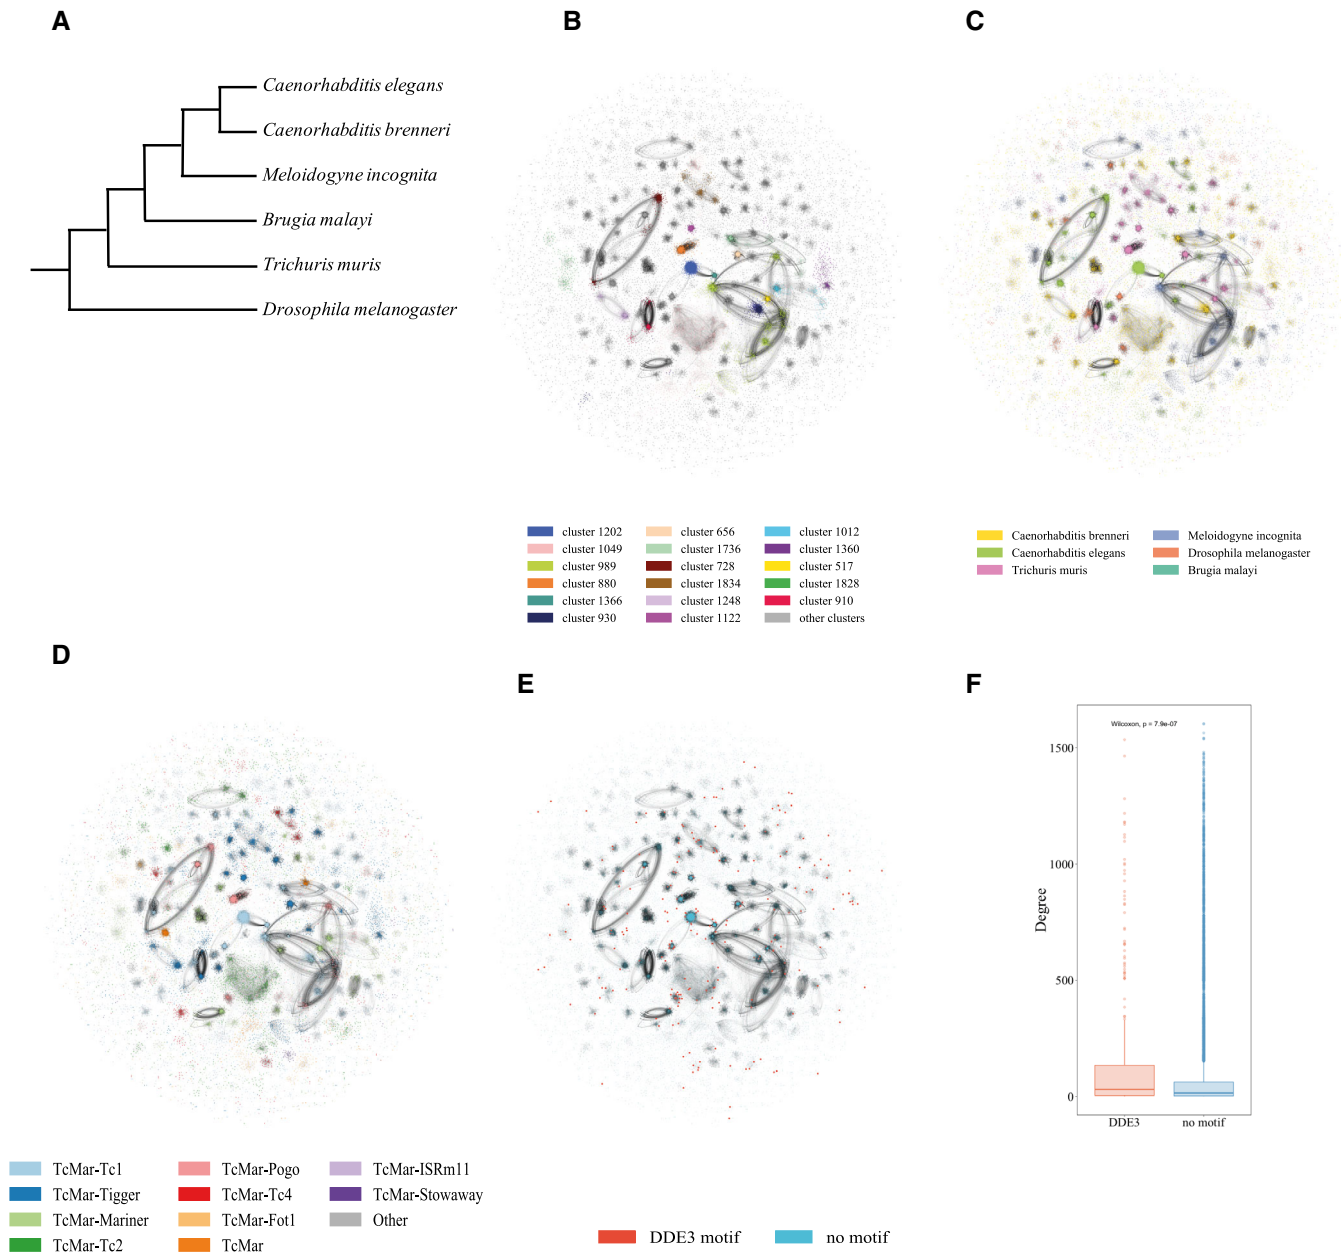 A
B
C
Caenorhabditis elegans
Caenorhabditis brenneri
Meloidogyne incognita
Brugia malayi
Trichuris muris
Drosophila melanogaster
cluster 1202
cluster 1049
cluster 989
cluster 880
cluster 1366
cluster 930
cluster 656
cluster 1736
cluster 728
cluster 1834
cluster 1248
cluster 1122
cluster 1012
cluster 1360
cluster 517
cluster 1828
cluster 910
other clusters
Caenorhabditis brenneri
Caenorhabditis elegans
Trichuris muris
Meloidogyne incognita
Drosophila melanogaster
Brugia malayi
D
E
F
TcMar-Tc1
TcMar-Tigger
TcMar-Mariner
TcMar-Tc2
TcMar-Pogo
TcMar-Tc4
TcMar-Fot1
TcMar
TcMar-ISRm11
TcMar-Stowaway
Other
DDE3 motif
no motif
Wilcoxon, p = 7.9e-07
Degree
1500
1000
500
0
DDE3
no motif